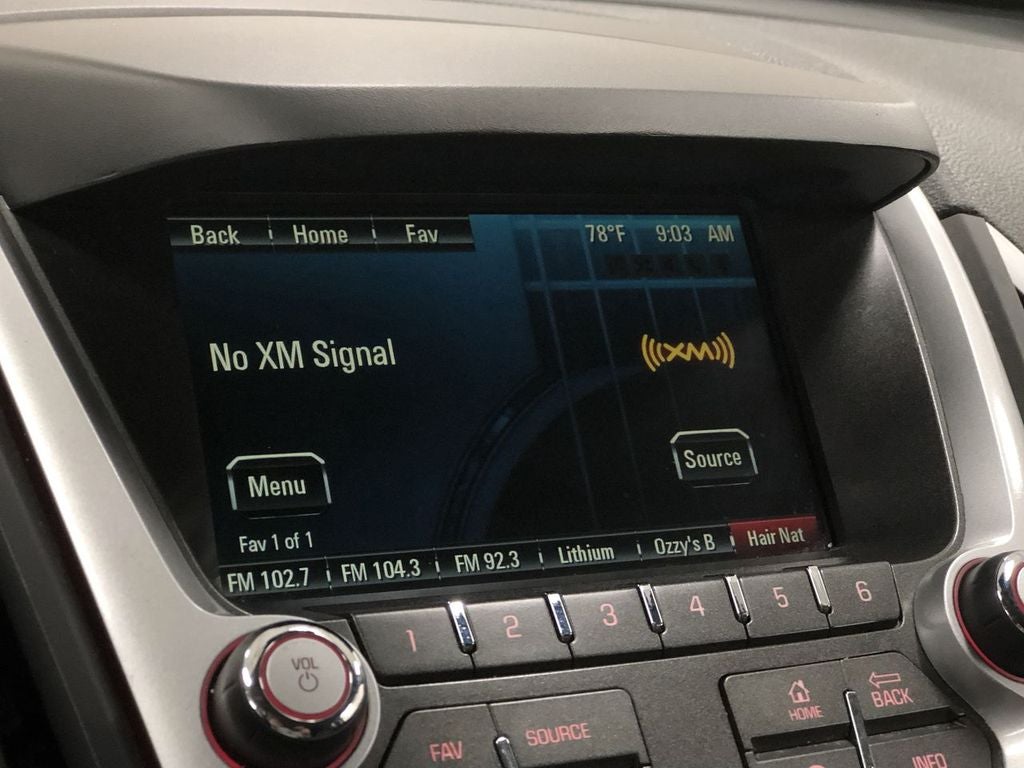 Back Home Fav 78°F 9:03 AM
No XM Signal
XM
Menu
Source
Fav 1 of 1
FM 102.7 FM 104.3 FM 92.3 Lithium Ozzy's B Hair Nat
1 2 3 4 5 6
VOL
FAV SOURCE
HOME BACK
INFO